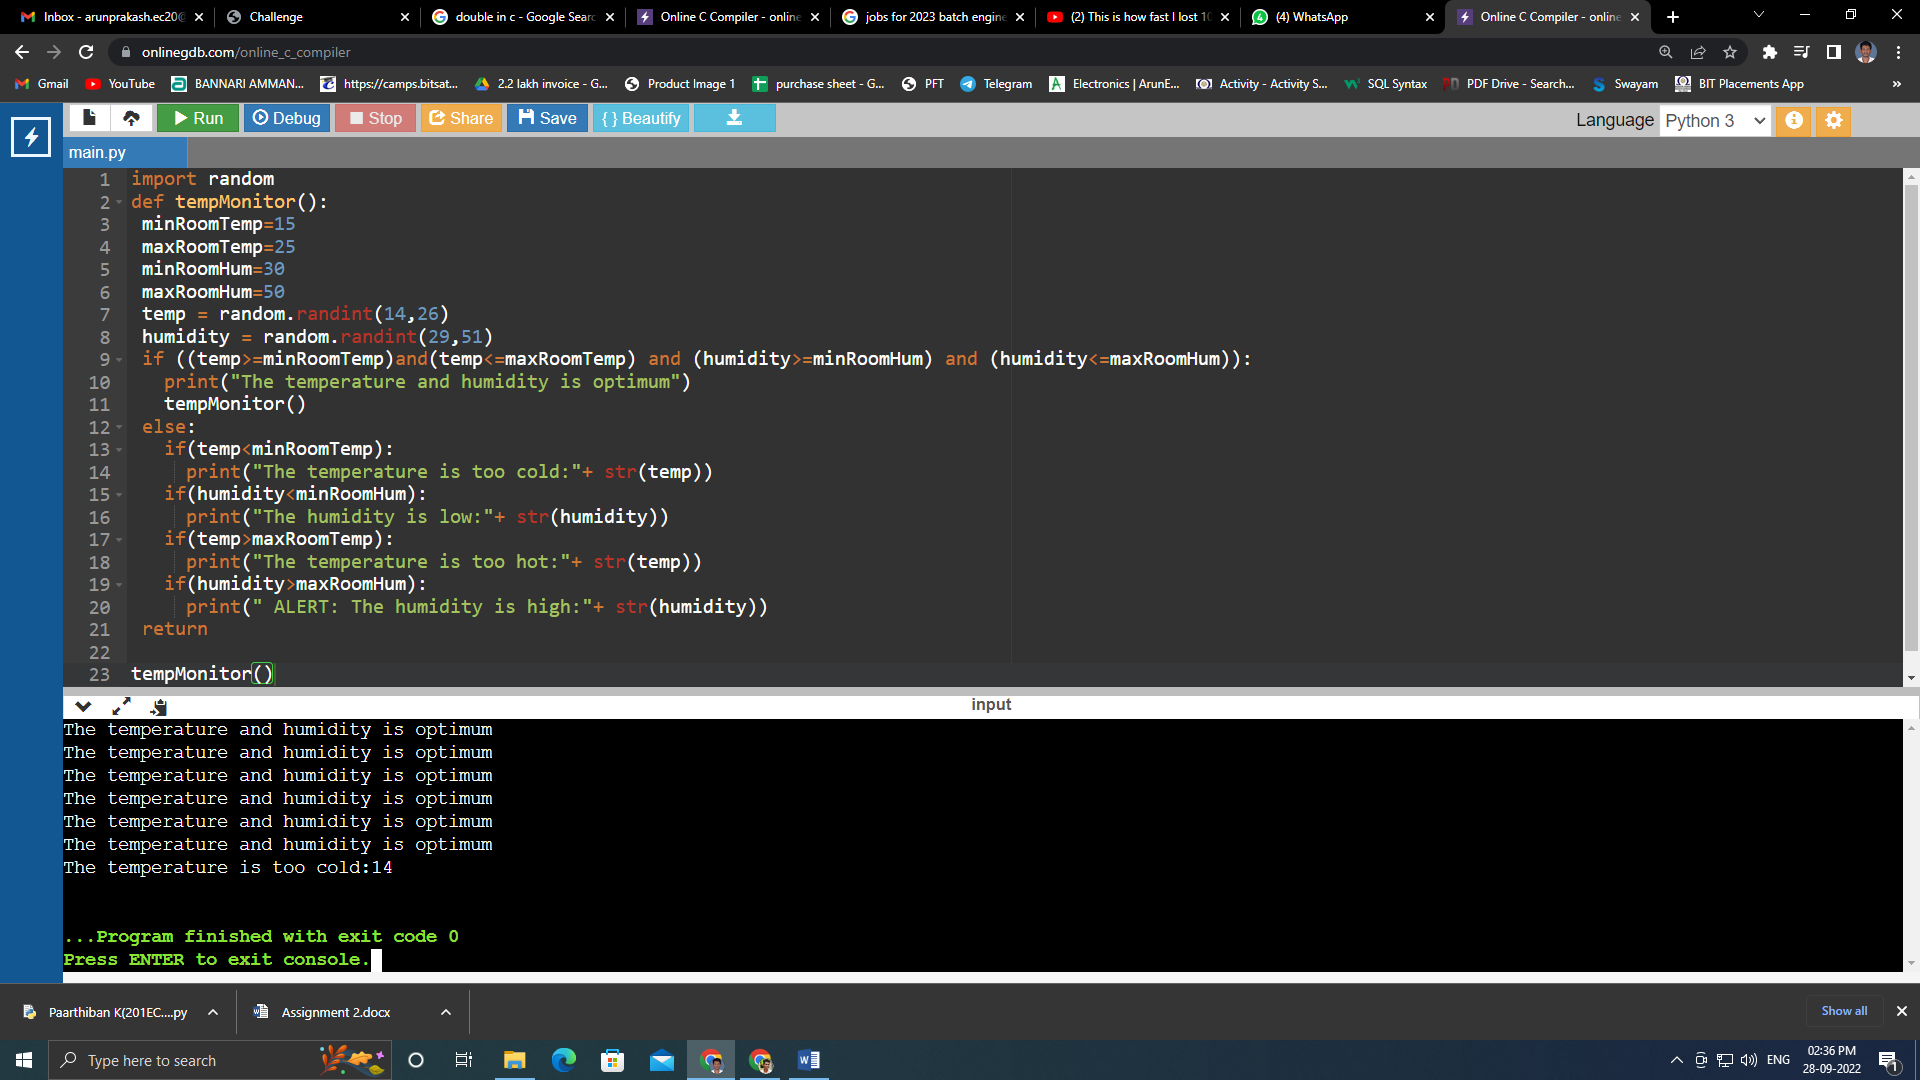 Inbox - arunprakash.ec20@
Challenge
double in c - Google Searc
Online C Compiler - online
jobs for 2023 batch engine
(2) This is how fast I lost 10
(4) WhatsApp
Online C Compiler - online
onlinegdb.com/online_c_compiler
Gmail
YouTube
BANNARI AMMAN...
https://camps.bitsat...
2.2 lakh invoice - G...
Product Image 1
purchase sheet - G...
PFT
Telegram
Electronics | ArunE...
Activity - Activity S...
SQL Syntax
PDF Drive - Search...
Swayam
BIT Placements App
»
Run
Debug
Stop
Share
Save
{ } Beautify
Language
Python 3
main.py
1 import random
2 def tempMonitor():
3 minRoomTemp=15
4 maxRoomTemp=25
5 minRoomHum=30
6 maxRoomHum=50
7 temp = random.randint(14,26)
8 humidity = random.randint(29,51)
9 if ((temp>=minRoomTemp)and(temp<=maxRoomTemp) and (humidity>=minRoomHum) and (humidity<=maxRoomHum)):
10 print("The temperature and humidity is optimum")
11 tempMonitor()
12 else:
13 if(temp<minRoomTemp):
14 print("The temperature is too cold:"+ str(temp))
15 if(humidity<minRoomHum):
16 print("The humidity is low:"+ str(humidity))
17 if(temp>maxRoomTemp):
18 print("The temperature is too hot:"+ str(temp))
19 if(humidity>maxRoomHum):
20 print(" ALERT: The humidity is high:"+ str(humidity))
21 return
22
23 tempMonitor()
input
The temperature and humidity is optimum
The temperature and humidity is optimum
The temperature and humidity is optimum
The temperature and humidity is optimum
The temperature and humidity is optimum
The temperature and humidity is optimum
The temperature is too cold:14
...Program finished with exit code 0
Press ENTER to exit console.
Paarthiban K(201EC....py
Assignment 2.docx
Show all
Type here to search
ENG
02:36 PM
28-09-2022
1